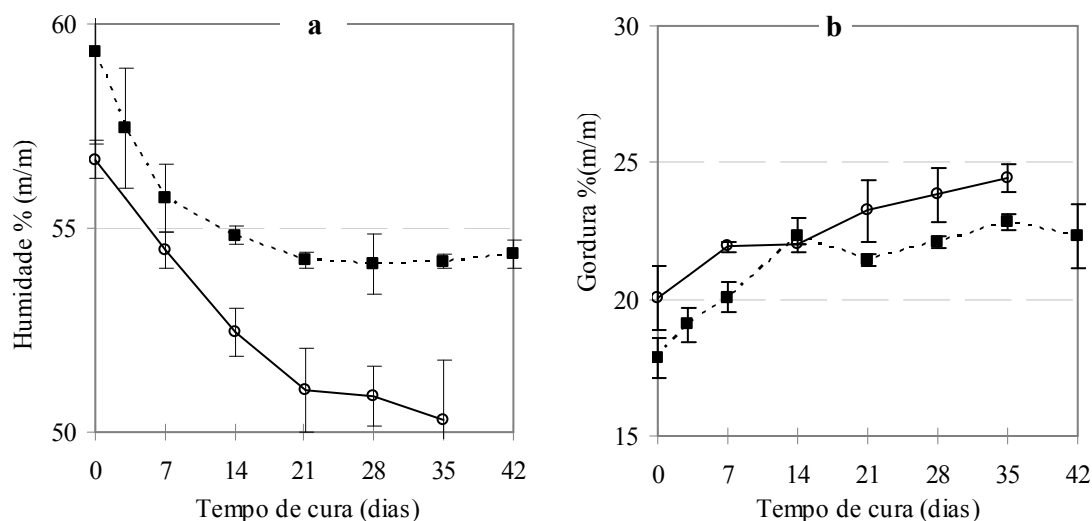 a
Humidade % (m/m)
60
55
50
0 7 14 21 28 35 42
Tempo de cura (dias)
b
Gordura %(m/m)
30
25
20
15
0 7 14 21 28 35 42
Tempo de cura (dias)